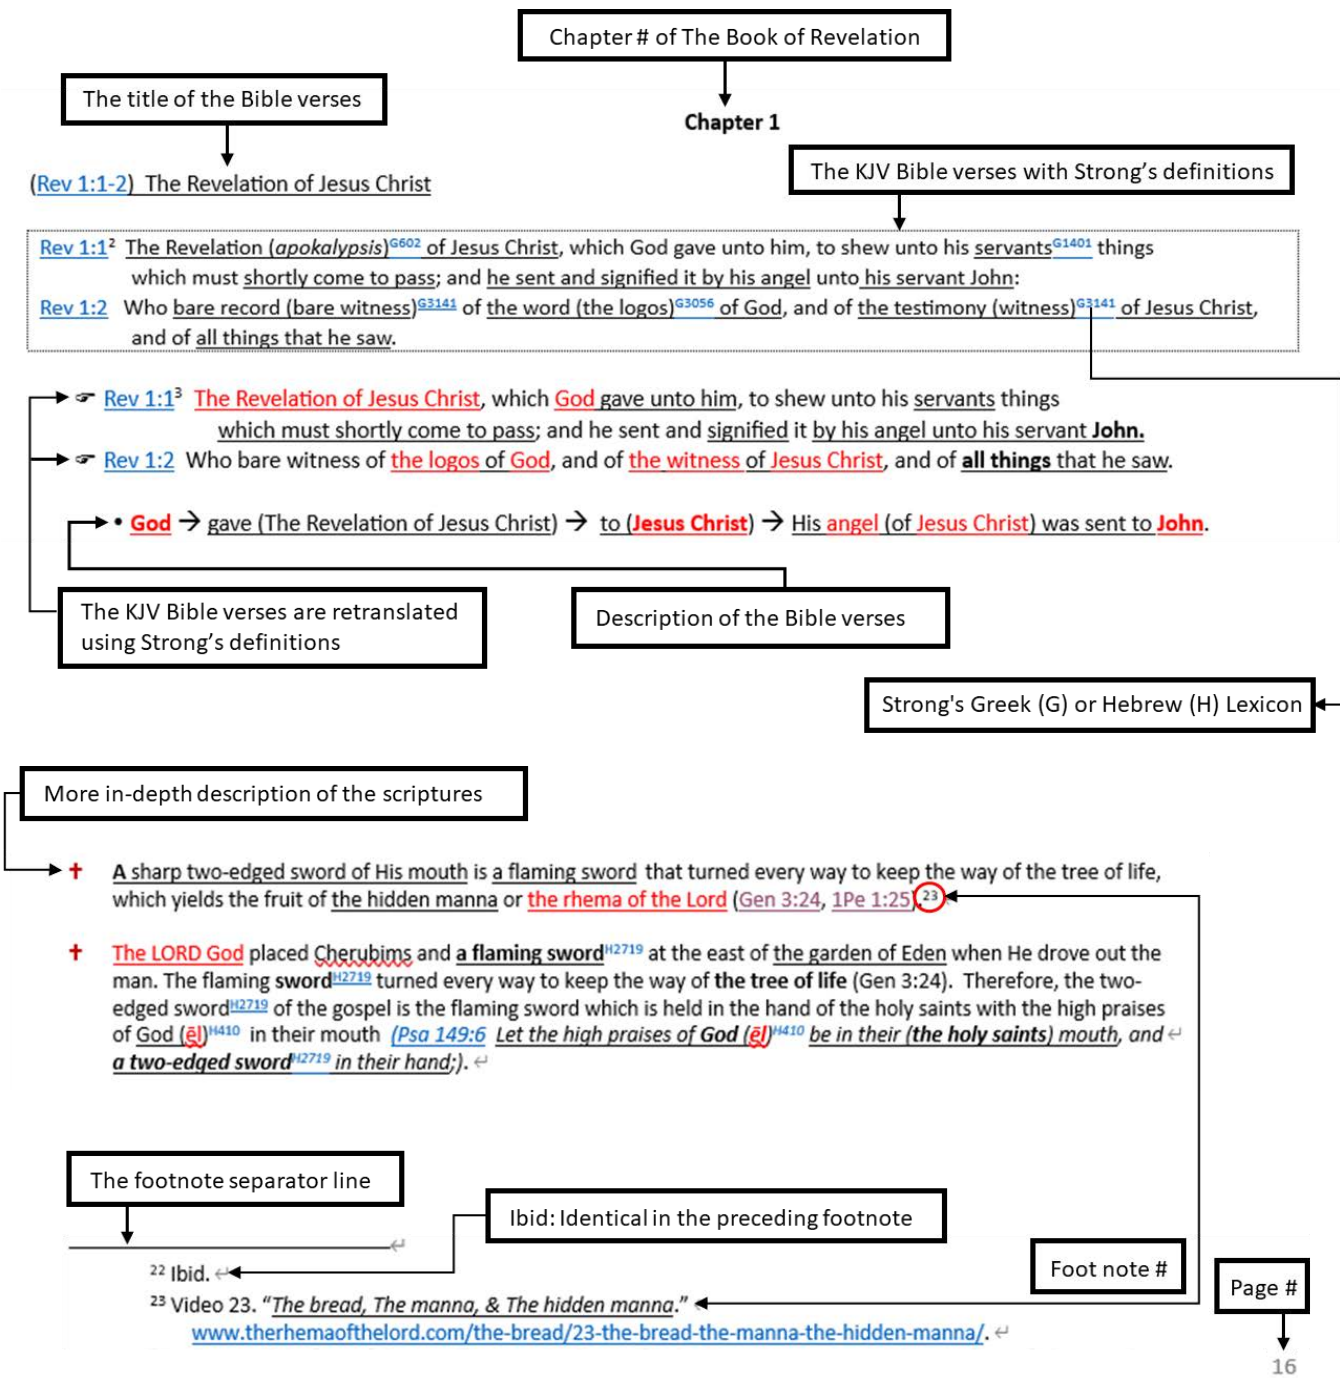 Chapter # of The Book of Revelation
The title of the Bible verses
Chapter 1
The KJV Bible verses with Strong's definitions
(Rev 1:1-2) The Revelation of Jesus Christ
Rev 1:1² The Revelation (apokalypsis)G602 of Jesus Christ, which God gave unto him, to shew unto his servantsG1401 things
which must shortly come to pass; and he sent and signified it by his angel unto his servant John:
Rev 1:2 Who bare record (bare witness)G3141 of the word (the logos)G3056 of God, and of the testimony (witness)G3141 of Jesus Christ,
and of all things that he saw.
☞ Rev 1:1³ The Revelation of Jesus Christ, which God gave unto him, to shew unto his servants things
which must shortly come to pass; and he sent and signified it by his angel unto his servant John.
☞ Rev 1:2 Who bare witness of the logos of God, and of the witness of Jesus Christ, and of all things that he saw.
• God → gave (The Revelation of Jesus Christ) → to (Jesus Christ) → His angel (of Jesus Christ) was sent to John.
The KJV Bible verses are retranslated
using Strong's definitions
Description of the Bible verses
Strong's Greek (G) or Hebrew (H) Lexicon
More in-depth description of the scriptures
✝ A sharp two-edged sword of His mouth is a flaming sword that turned every way to keep the way of the tree of life,
which yields the fruit of the hidden manna or the rhema of the Lord (Gen 3:24, 1Pe 1:25).23
✝ The LORD God placed Cherubims and a flaming swordH2719 at the east of the garden of Eden when He drove out the
man. The flaming swordH2719 turned every way to keep the way of the tree of life (Gen 3:24). Therefore, the two-
edged swordH2719 of the gospel is the flaming sword which is held in the hand of the holy saints with the high praises
of God (ēl)H410 in their mouth (Psa 149:6 Let the high praises of God (ēl)H410 be in their (the holy saints) mouth, and ↵
a two-edged swordH2719 in their hand;). ↵
The footnote separator line
Ibid: Identical in the preceding footnote
↵
Foot note #
Page #
22 Ibid. ↵
23 Video 23. “The bread, The manna, & The hidden manna.”
www.therhemaofthelord.com/the-bread/23-the-bread-the-manna-the-hidden-manna/. ↵
16